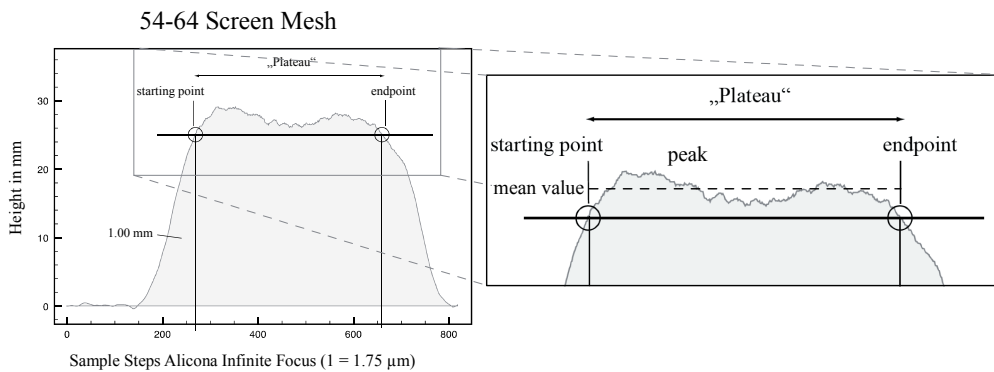 54-64 Screen Mesh
„Plateau“
starting point
endpoint
30
20
10
0
Height in mm
1.00 mm
0
200
400
600
800
Sample Steps Alicona Infinite Focus (1 = 1.75 µm)
„Plateau“
starting point
endpoint
peak
mean value